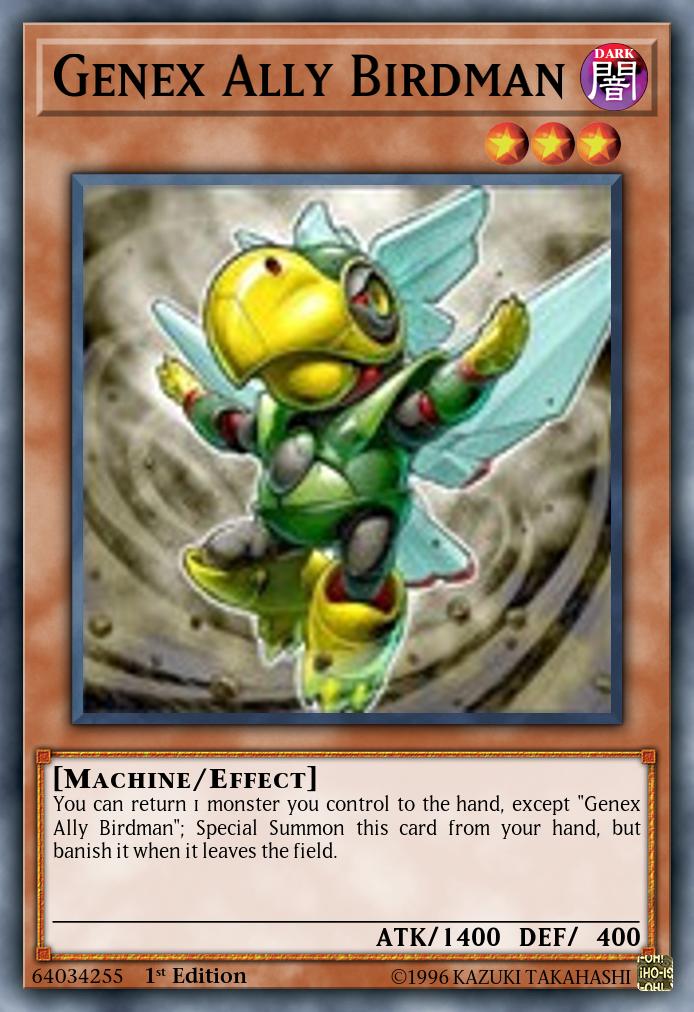 Genex Ally Birdman
DARK
闇
[Machine/Effect]
You can return 1 monster you control to the hand, except "Genex
Ally Birdman"; Special Summon this card from your hand, but
banish it when it leaves the field.
ATK/1400 DEF/ 400
64034255 1st Edition ©1996 KAZUKI TAKAHASHI